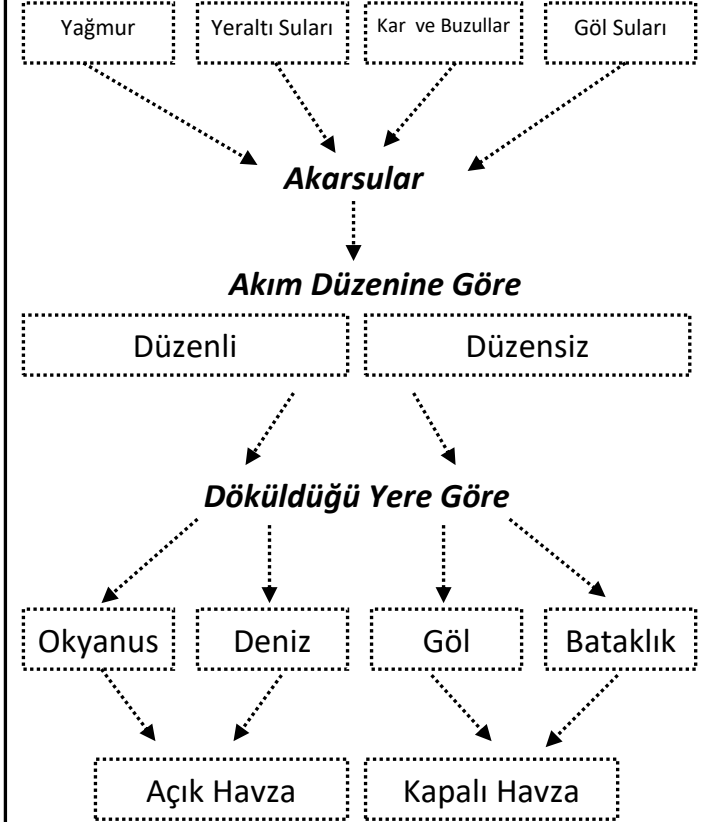 Yağmur Yeraltı Suları Kar ve Buzullar Göl Suları
Akarsular
Akım Düzenine Göre
Düzenli Düzensiz
Döküldüğü Yere Göre
Okyanus Deniz Göl Bataklık
Açık Havza Kapalı Havza